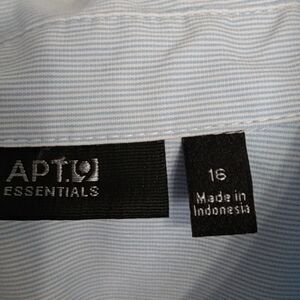 APT.9
ESSENTIALS
16
Made in
Indonesia